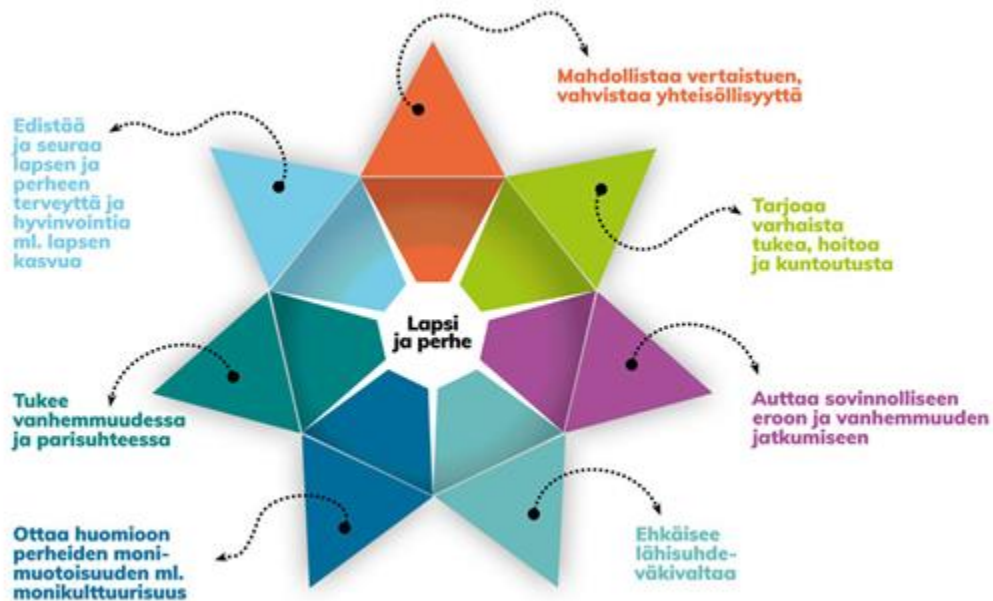 Mahdollistaa vertaistuen,
vahvistaa yhteisöllisyyttä
Edistää
ja seuraa
lapsen ja
perheen
terveyttä ja
hyvinvointia
ml. lapsen
kasvua
Tarjoaa
varhaista
tukea, hoitoa
ja kuntoutusta
Lapsi
ja perhe
Tukee
vanhemmuudessa
ja parisuhteessa
Auttaa sovinnolliseen
eroon ja vanhemmuuden
jatkumiseen
Ottaa huomioon
perheiden moni-
muotoisuuden ml.
monikulttuurisuus
Ehkäisee
lähisuhde-
väkivaltaa